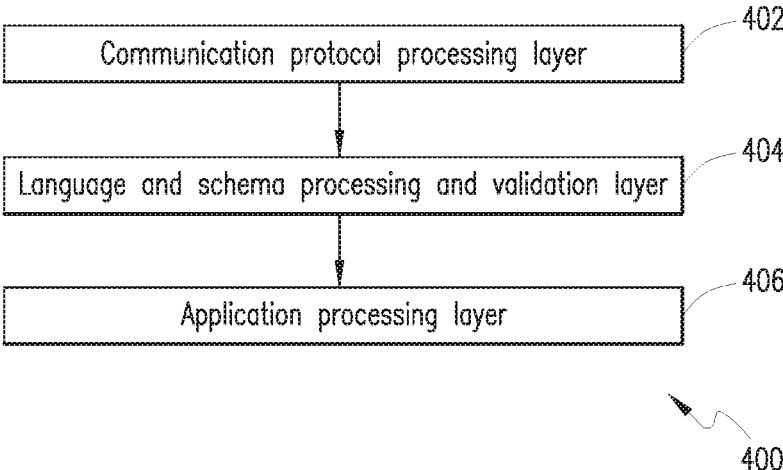 402
Communication protocol processing layer
404
Language and schema processing and validation layer
406
Application processing layer
400